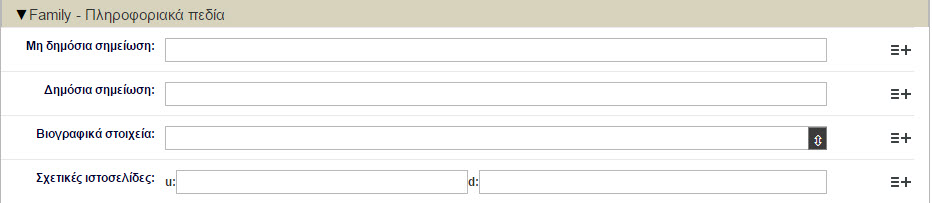 ▼Family - Πληροφοριακά πεδία
Μη δημόσια σημείωση:
Δημόσια σημείωση:
Βιογραφικά στοιχεία:
Σχετικές ιστοσελίδες: u: d: